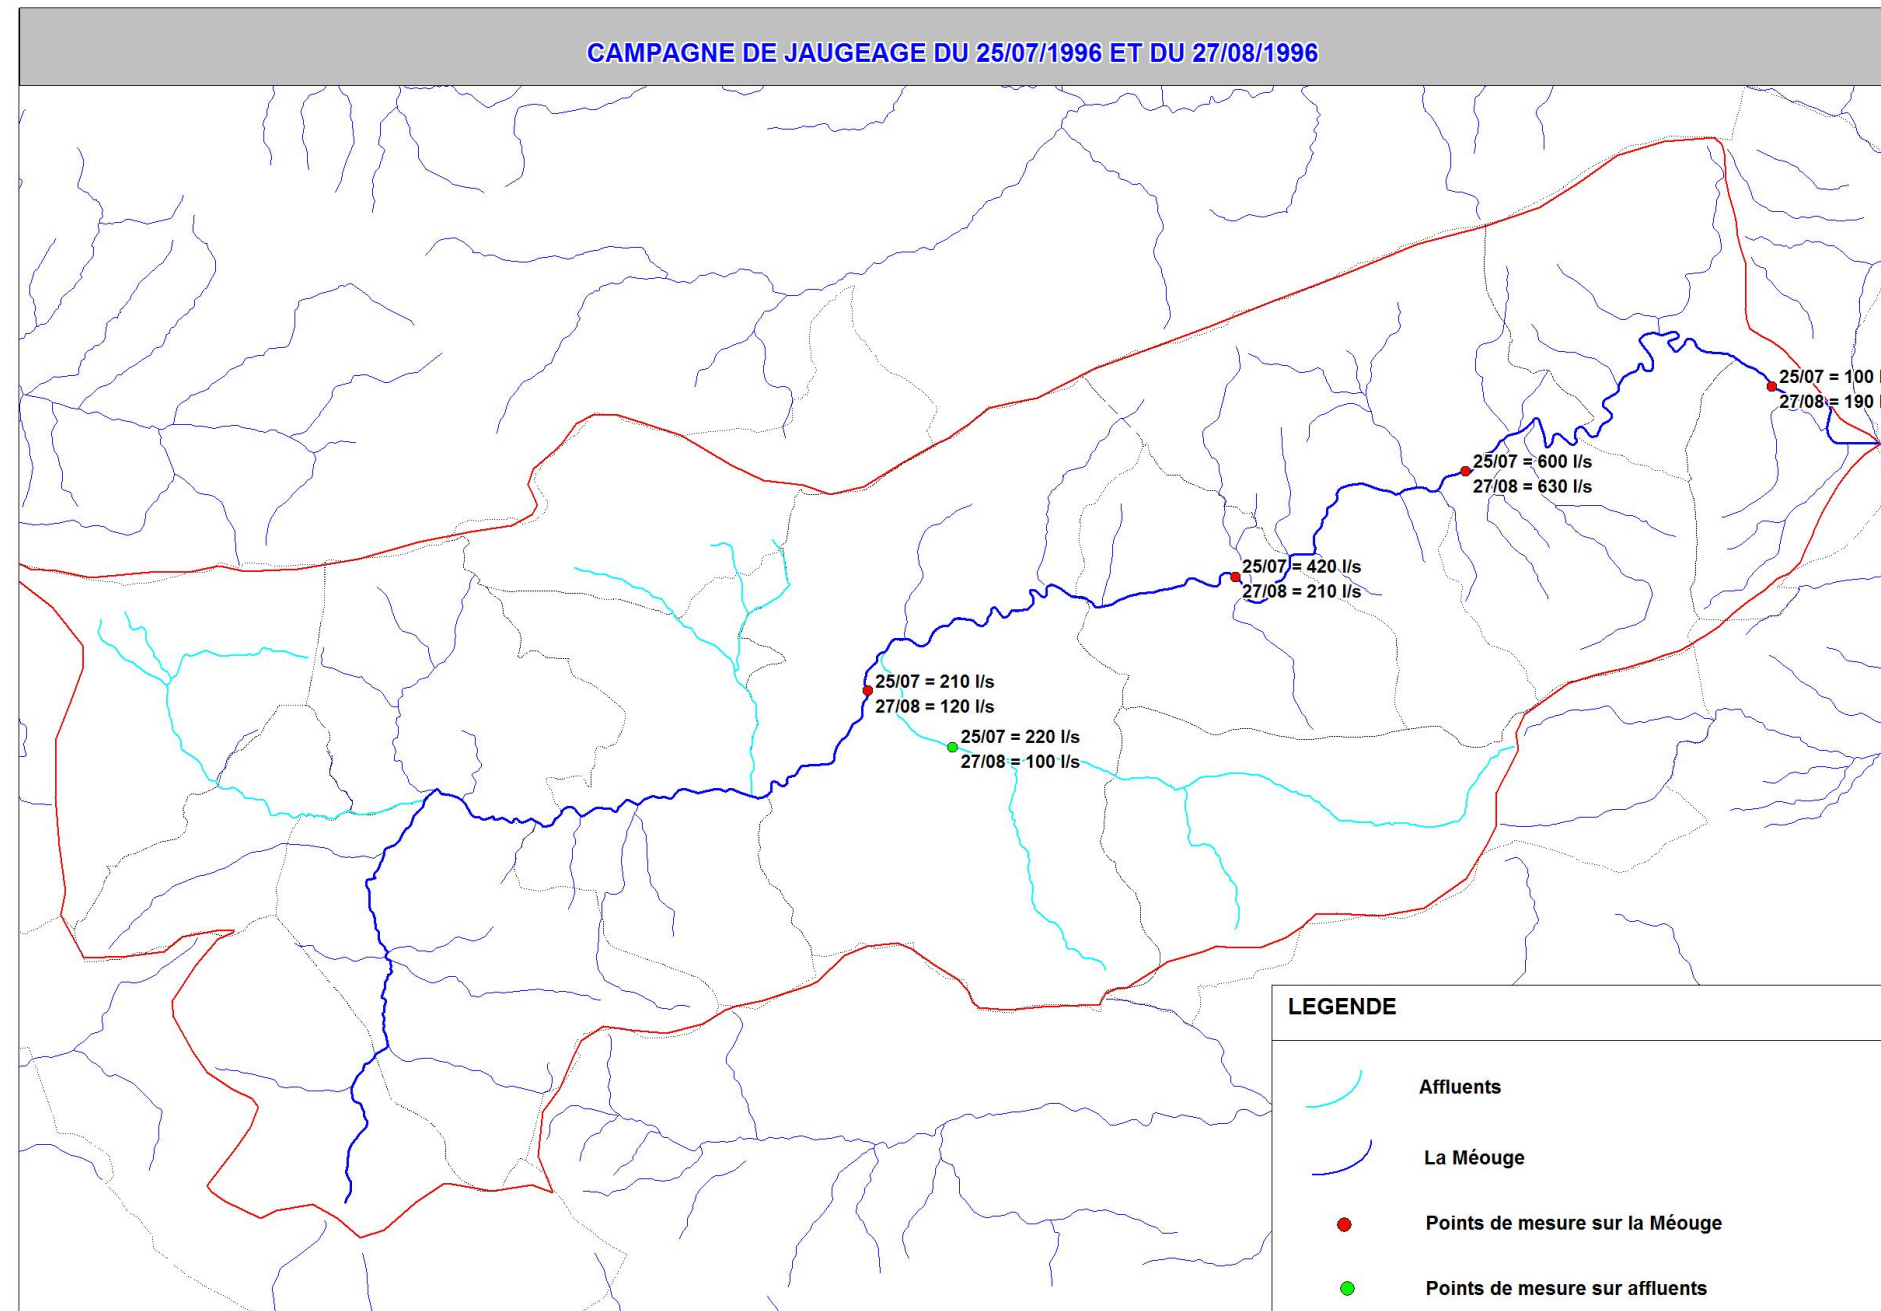 CAMPAGNE DE JAUGEAGE DU 25/07/1996 ET DU 27/08/1996
25/07 = 100 l
27/08 = 190 l
25/07 = 600 l/s
27/08 = 630 l/s
25/07 = 420 l/s
27/08 = 210 l/s
25/07 = 210 l/s
27/08 = 120 l/s
25/07 = 220 l/s
27/08 = 100 l/s
LEGENDE
Affluents
La Méouge
Points de mesure sur la Méouge
Points de mesure sur affluents